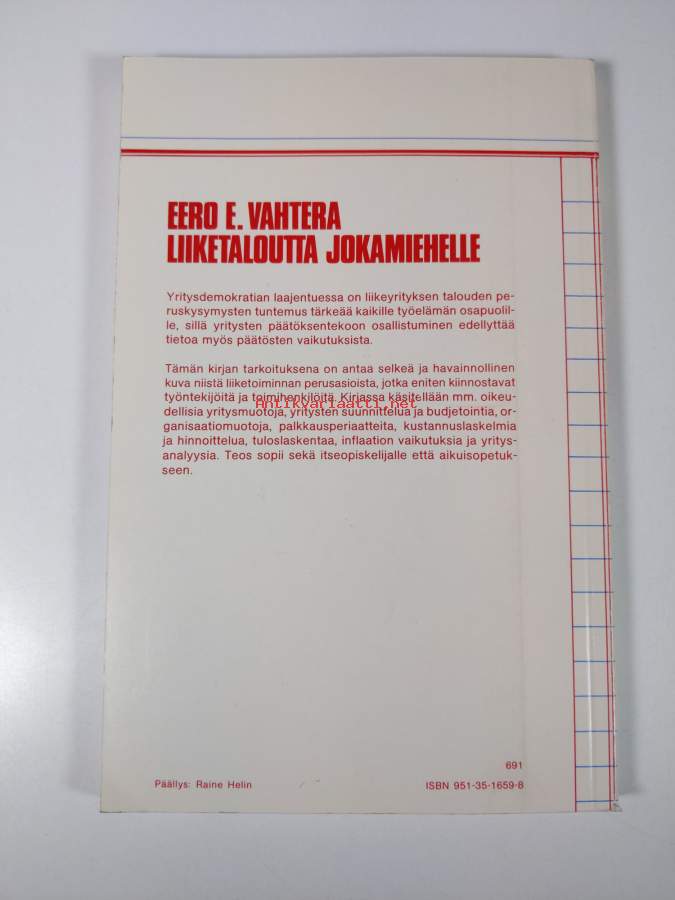 EERO E. VAHTERA
LIIKETALOUTTA JOKAMIEHELLE
Yritysdemokratian laajentuessa on liikeyrityksen talouden pe-
ruskysymysten tuntemus tärkeää kaikille työelämän osapuolil-
le, sillä yritysten päätöksentekoon osallistuminen edellyttää
tietoa myös päätösten vaikutuksista.
Tämän kirjan tarkoituksena on antaa selkeä ja havainnollinen
kuva niistä liiketoiminnan perusasioista, jotka eniten kiinnostavat
työntekijöitä ja toimihenkilöitä. Kirjassa käsitellään mm. oikeu-
Antikvariaatti.net
dellisia yritysmuotoja, yritysten suunnittelua ja budjetointia, or-
ganisaatiomuotoja, palkkausperiaatteita, kustannuslaskelmia
ja hinnoittelua, tuloslaskentaa, inflaation vaikutuksia ja yritys-
analyysia. Teos sopii sekä itseopiskelijalle että aikuisopetuk-
seen.
691
Päällys: Raine Helin
ISBN 951-35-1659-8